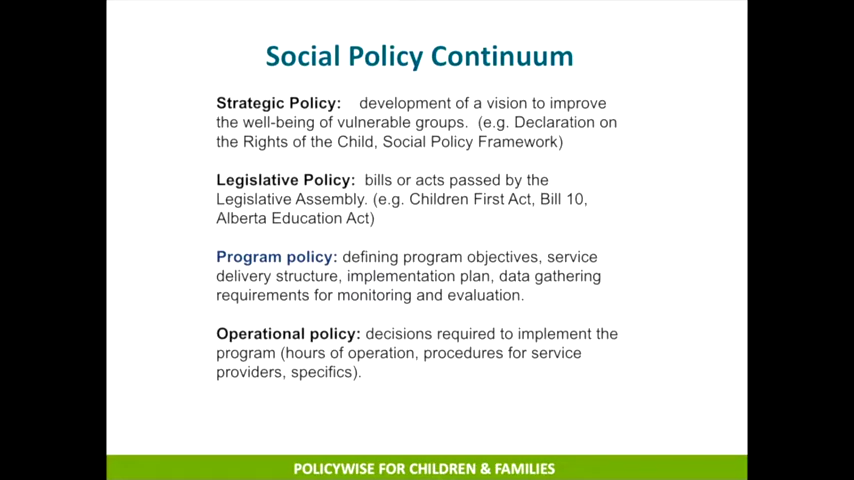 Social Policy Continuum
Strategic Policy: development of a vision to improve
the well-being of vulnerable groups. (e.g. Declaration on
the Rights of the Child, Social Policy Framework)
Legislative Policy: bills or acts passed by the
Legislative Assembly. (e.g. Children First Act, Bill 10,
Alberta Education Act)
Program policy: defining program objectives, service
delivery structure, implementation plan, data gathering
requirements for monitoring and evaluation.
Operational policy: decisions required to implement the
program (hours of operation, procedures for service
providers, specifics).
POLICYWISE FOR CHILDREN & FAMILIES